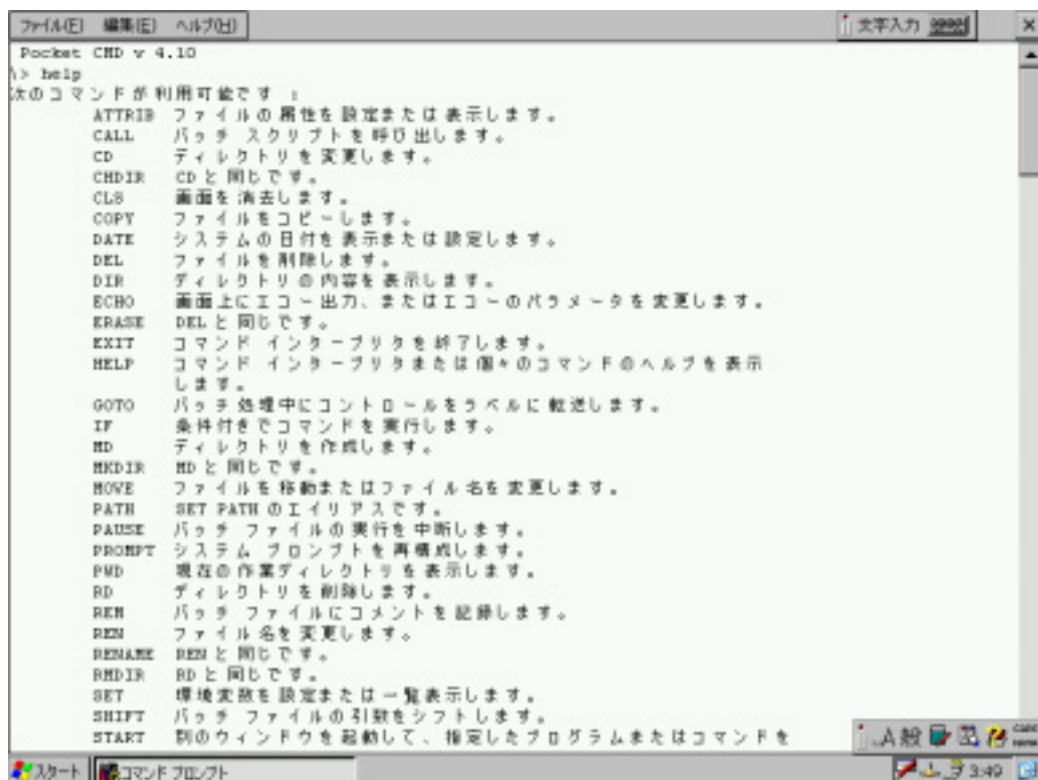 ファイル(F) 編集(E) ヘルプ(H) 文字入力
Pocket CMD v 4.10
\> help
次のコマンドが利用可能です :
ATTRIB ファイルの属性を設定または表示します。
CALL バッチ スクリプトを呼び出します。
CD ディレクトリを変更します。
CHDIR CDと同じです。
CLS 画面を消去します。
COPY ファイルをコピーします。
DATE システムの日付を表示または設定します。
DEL ファイルを削除します。
DIR ディレクトリの内容を表示します。
ECHO 画面上にエコー出力、またはエコーのパラメータを変更します。
ERASE DELと同じです。
EXIT コマンド インタープリタを終了します。
HELP コマンド インタープリタまたは個々のコマンドのヘルプを表示
します。
GOTO バッチ処理中にコントロールをラベルに転送します。
IF 条件付きでコマンドを実行します。
MD ディレクトリを作成します。
MKDIR MDと同じです。
MOVE ファイルを移動またはファイル名を変更します。
PATH SET PATHのエイリアスです。
PAUSE バッチ ファイルの実行を中断します。
PROMPT システム プロンプトを再構成します。
PWD 現在の作業ディレクトリを表示します。
RD ディレクトリを削除します。
REM バッチ ファイルにコメントを記録します。
REN ファイル名を変更します。
RENAME RENと同じです。
RMDIR RDと同じです。
SET 環境変数を設定または一覧表示します。
SHIFT バッチ ファイルの引数をシフトします。
START 別のウィンドウを起動して、指定したプログラムまたはコマンドを
A 般
スタート コマンド プロンプト 3:49